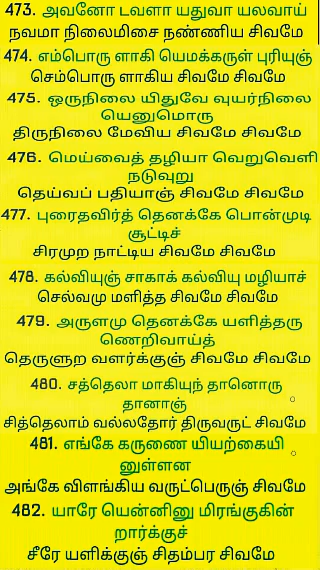 473. அவனோ டவளா யதுவா யலவாய்
நவமா நிலைமிசை நண்ணிய சிவமே
474. எம்பொரு ளாகி யெமக்கருள் புரியுஞ்
செம்பொரு ளாகிய சிவமே சிவமே
475. ஒருநிலை யிதுவே வுயர்நிலை
யெனுமொரு
திருநிலை மேவிய சிவமே சிவமே
476. மெய்வைத் தழியா வெறுவெளி
நடுவுறு
தெய்வப் பதியாஞ் சிவமே சிவமே
477. புரைதவிர்த் தெனக்கே பொன்முடி
சூட்டிச்
சிரமுற நாட்டிய சிவமே சிவமே
478. கல்வியுஞ் சாகாக் கல்வியு மழியாச்
செல்வமு மளித்த சிவமே சிவமே
479. அருளமு தெனக்கே யளித்தரு
ணெறிவாய்த்
தெருளுற வளர்க்குஞ் சிவமே சிவமே
480. சத்தெலா மாகியுந் தானொரு
தானாஞ்
சித்தெலாம் வல்லதோர் திருவருட் சிவமே
481. எங்கே கருணை யியற்கையி
னுள்ளன
அங்கே விளங்கிய வருட்பெருஞ் சிவமே
482. யாரே யென்னினு மிரங்குகின்
றார்க்குச்
சீரே யளிக்குஞ் சிதம்பர சிவமே